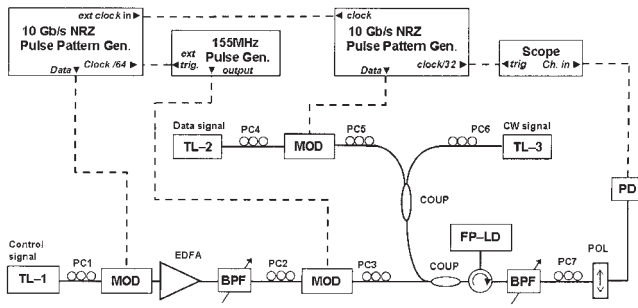 ext clock in
10 Gb/s NRZ
Pulse Pattern Gen.
Data
Clock /64
ext
trig.
155MHz
Pulse Gen.
output
clock
10 Gb/s NRZ
Pulse Pattern Gen.
Data
clock/32
Scope
trig Ch. in
Data signal
TL–2
PC4
MOD
PC5
PC6
CW signal
TL–3
COUP
PD
Control
signal
TL–1
PC1
MOD
EDFA
BPF
PC2
MOD
PC3
COUP
FP–LD
BPF
PC7
POL